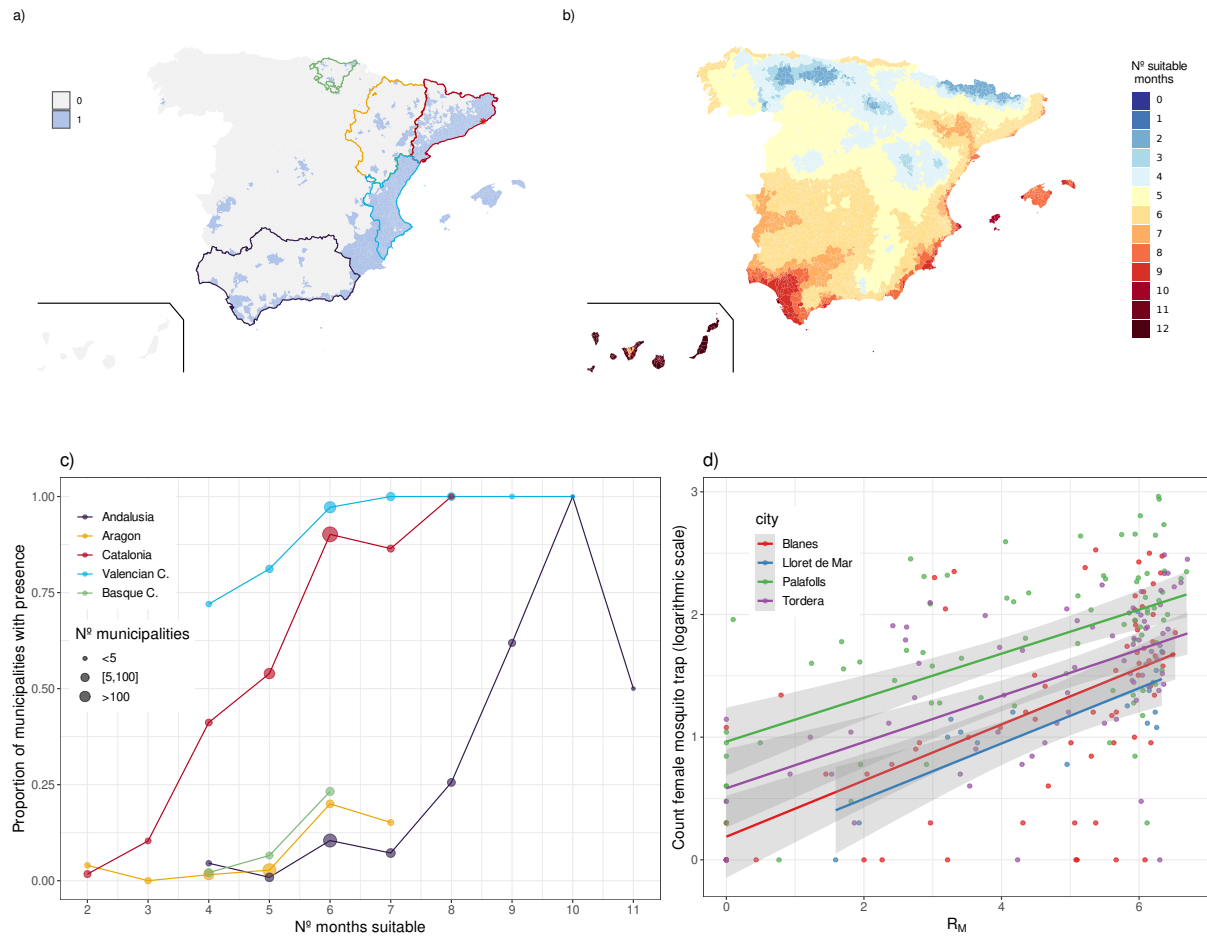 a)
0
1
b)
Nº suitable
months
0
1
2
3
4
5
6
7
8
9
10
11
12
c)
Proportion of municipalities with presence
1.00
0.75
0.50
0.25
0.00
Andalusia
Aragon
Catalonia
Valencian C.
Basque C.
Nº municipalities
<5
[5,100]
>100
2 3 4 5 6 7 8 9 10 11
Nº months suitable
d)
Count female mosquito trap (logarithmic scale)
3
2
1
0
city
Blanes
Lloret de Mar
Palafolls
Tordera
0 2 4 6
R_M